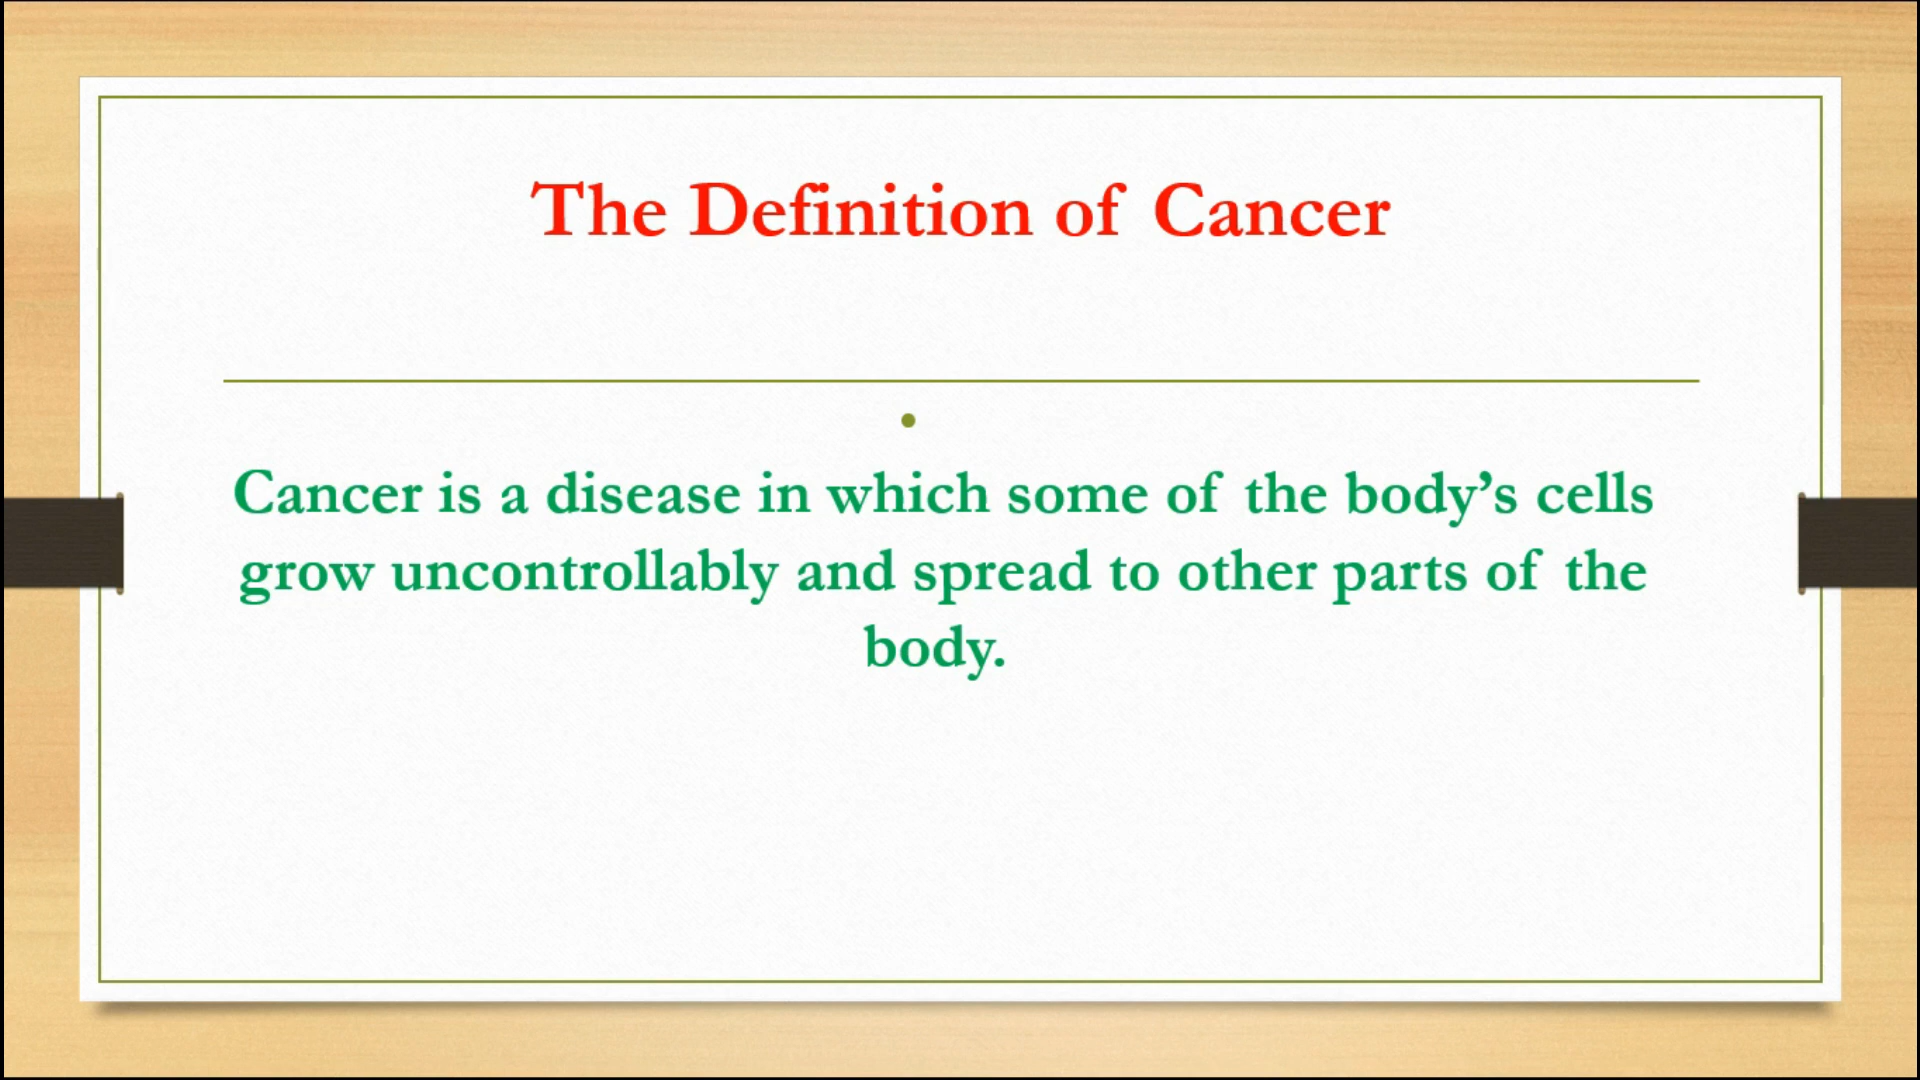 The Definition of Cancer
•
Cancer is a disease in which some of the body’s cells
grow uncontrollably and spread to other parts of the
body.